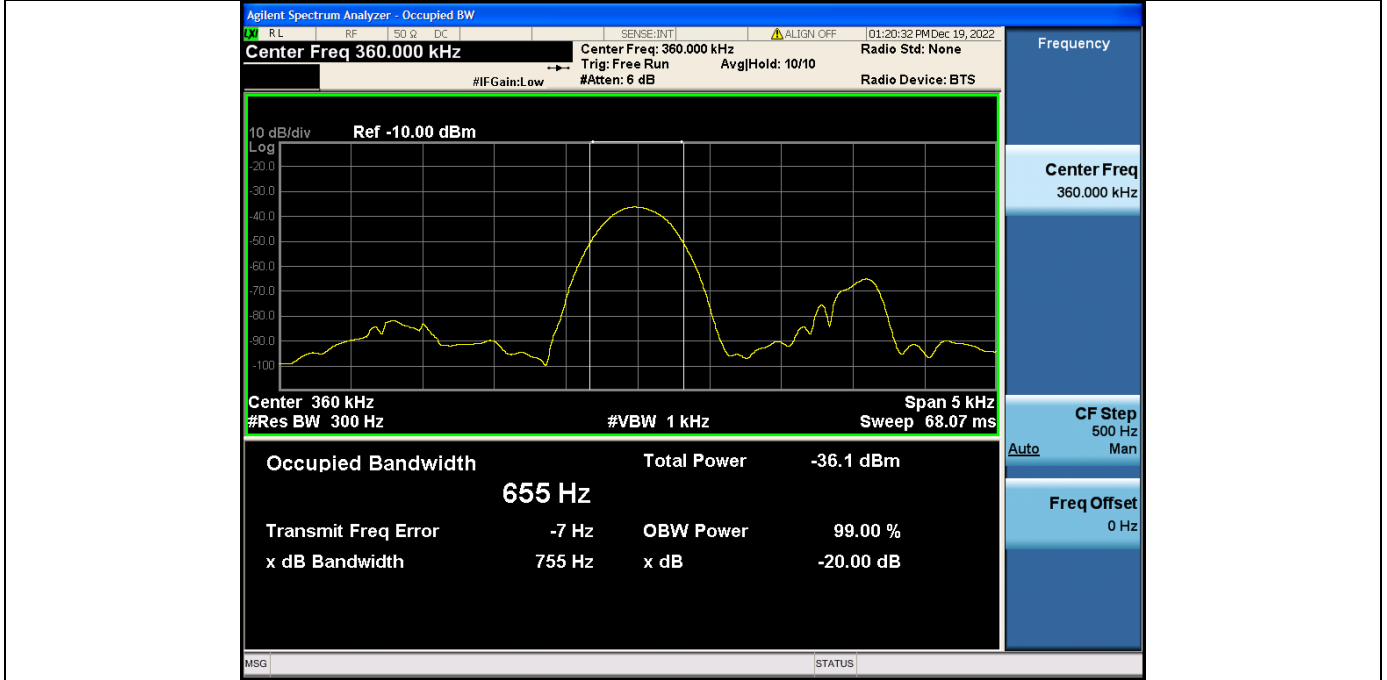 Agilent Spectrum Analyzer - Occupied BW
LXI RL RF 50 Ω DC SENSE:INT ALIGN OFF 01:20:32 PM Dec 19, 2022
Center Freq 360.000 kHz
Center Freq: 360.000 kHz Radio Std: None
Trig: Free Run Avg|Hold: 10/10
#IFGain:Low #Atten: 6 dB Radio Device: BTS
10 dB/div Ref -10.00 dBm
Log
-20.0
-30.0
-40.0
-50.0
-60.0
-70.0
-80.0
-90.0
-100
Center 360 kHz Span 5 kHz
#Res BW 300 Hz #VBW 1 kHz Sweep 68.07 ms
Occupied Bandwidth Total Power -36.1 dBm
655 Hz
Transmit Freq Error -7 Hz OBW Power 99.00 %
x dB Bandwidth 755 Hz x dB -20.00 dB
MSG STATUS
Frequency
Center Freq
360.000 kHz
CF Step
500 Hz
Auto Man
Freq Offset
0 Hz